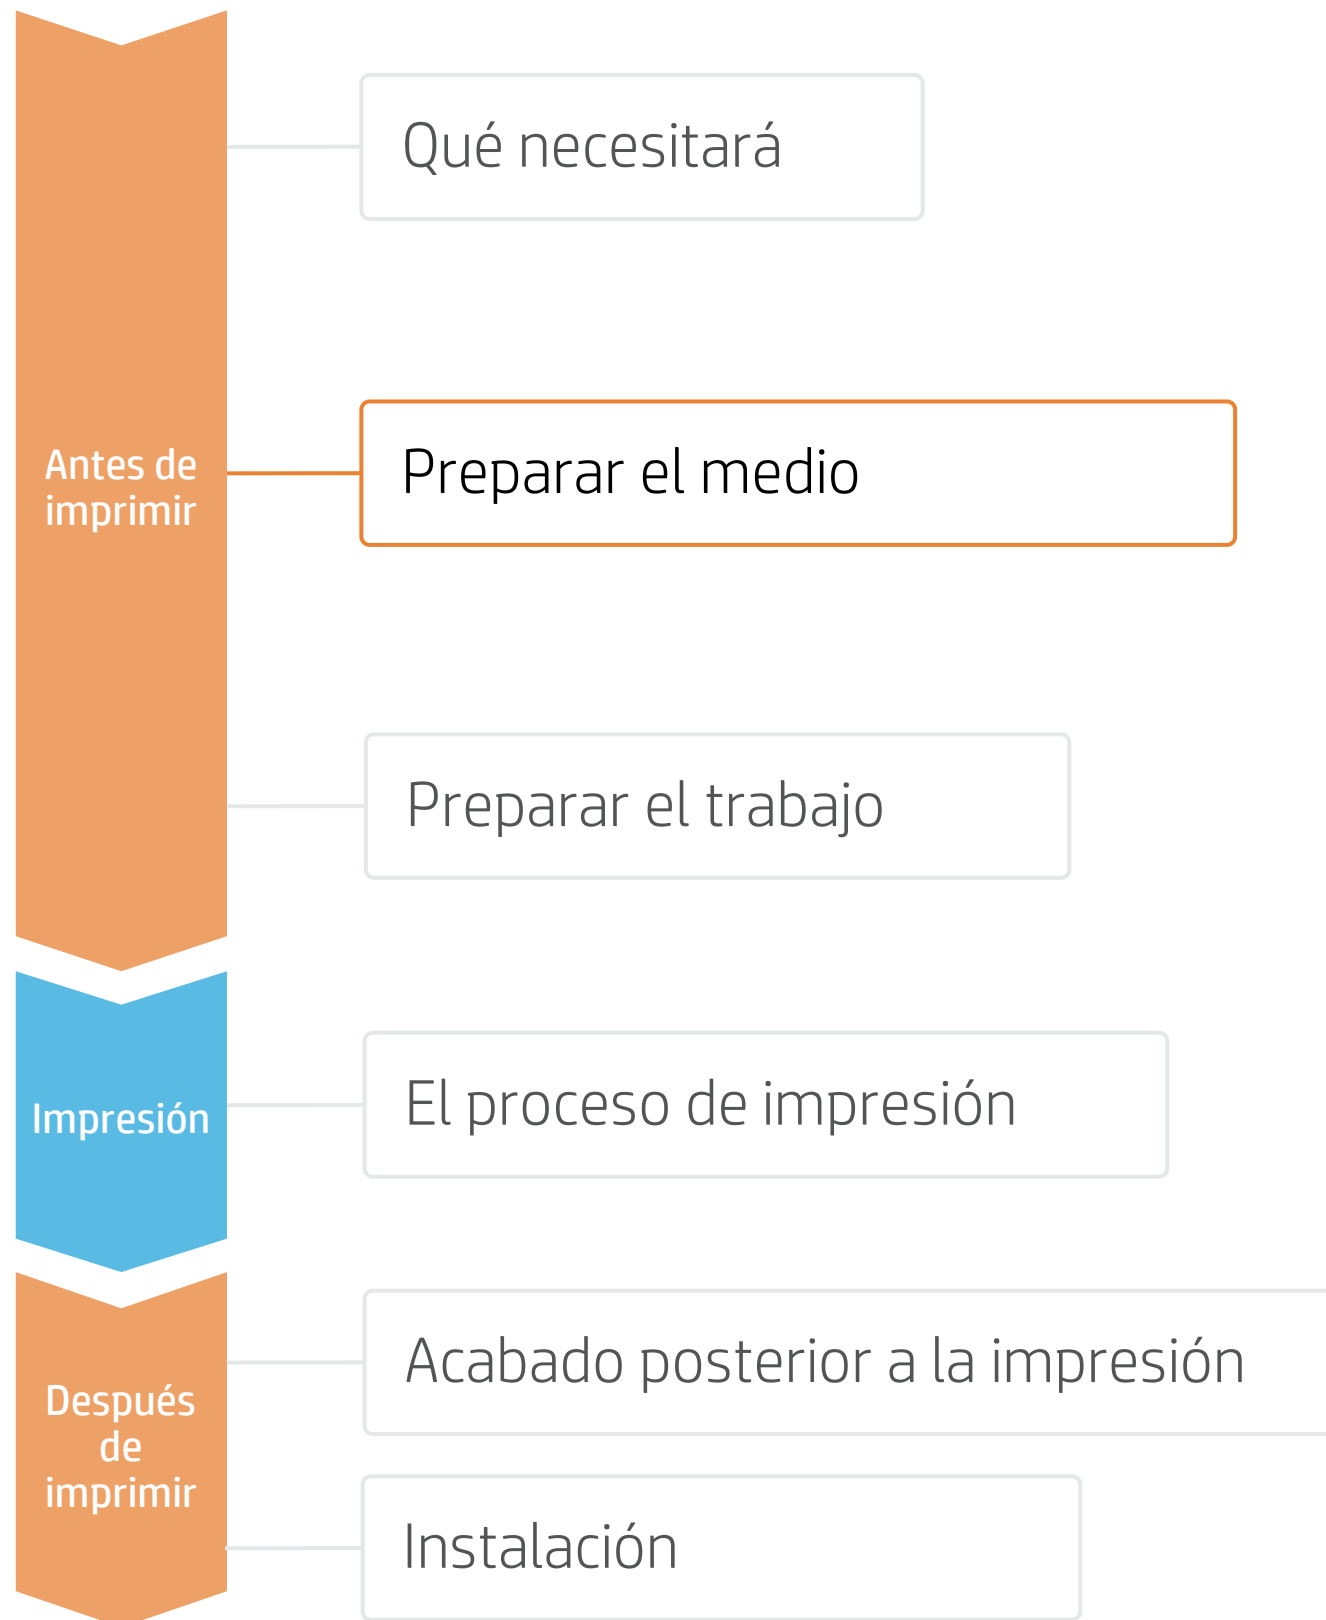 Qué necesitará
Antes de
imprimir
Preparar el medio
Preparar el trabajo
Impresión
El proceso de impresión
Después
de
imprimir
Acabado posterior a la impresión
Instalación